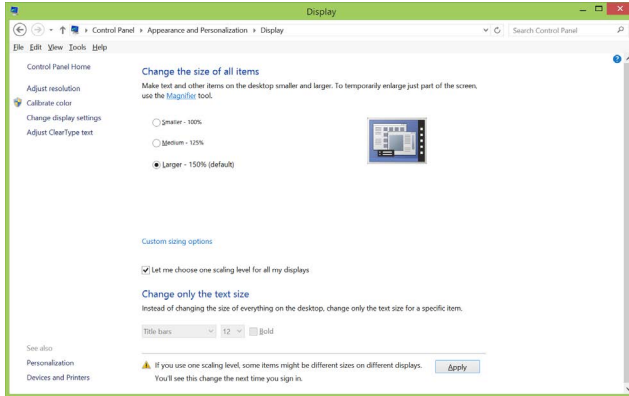 Display
Control Panel ▸ Appearance and Personalization ▸ Display
Search Control Panel
File Edit View Tools Help
Control Panel Home
Adjust resolution
Calibrate color
Change display settings
Adjust ClearType text
Change the size of all items
Make text and other items on the desktop smaller and larger. To temporarily enlarge just part of the screen,
use the Magnifier tool.
Smaller - 100%
Medium - 125%
Larger - 150% (default)
Custom sizing options
Let me choose one scaling level for all my displays
Change only the text size
Instead of changing the size of everything on the desktop, change only the text size for a specific item.
Title bars 12 Bold
See also
Personalization
Devices and Printers
If you use one scaling level, some items might be different sizes on different displays.
You'll see this change the next time you sign in.
Apply